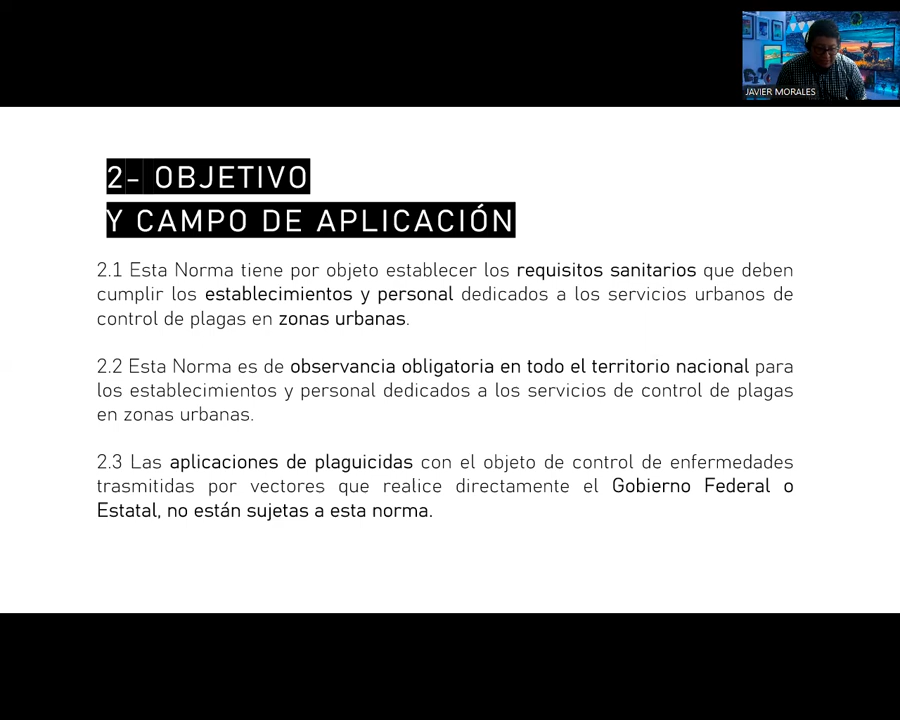 JAVIER MORALES
2- OBJETIVO
Y CAMPO DE APLICACIÓN
2.1 Esta Norma tiene por objeto establecer los requisitos sanitarios que deben
cumplir los establecimientos y personal dedicados a los servicios urbanos de
control de plagas en zonas urbanas.
2.2 Esta Norma es de observancia obligatoria en todo el territorio nacional para
los establecimientos y personal dedicados a los servicios de control de plagas
en zonas urbanas.
2.3 Las aplicaciones de plaguicidas con el objeto de control de enfermedades
trasmitidas por vectores que realice directamente el Gobierno Federal o
Estatal, no están sujetas a esta norma.